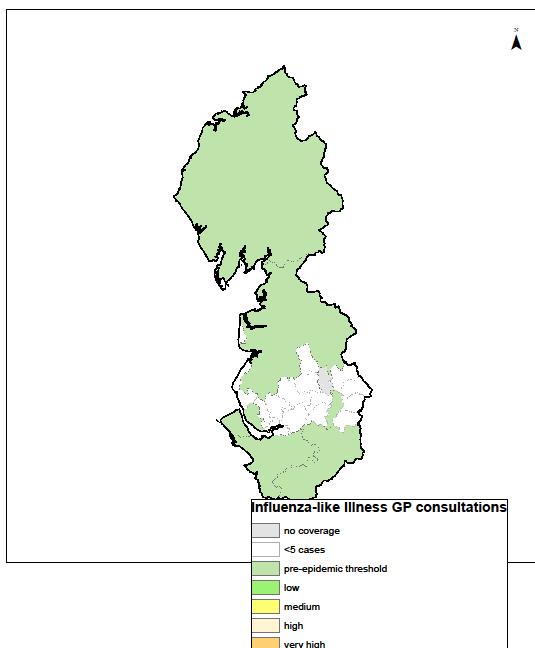 N
Influenza-like Illness GP consultations
no coverage
<5 cases
pre-epidemic threshold
low
medium
high
very high